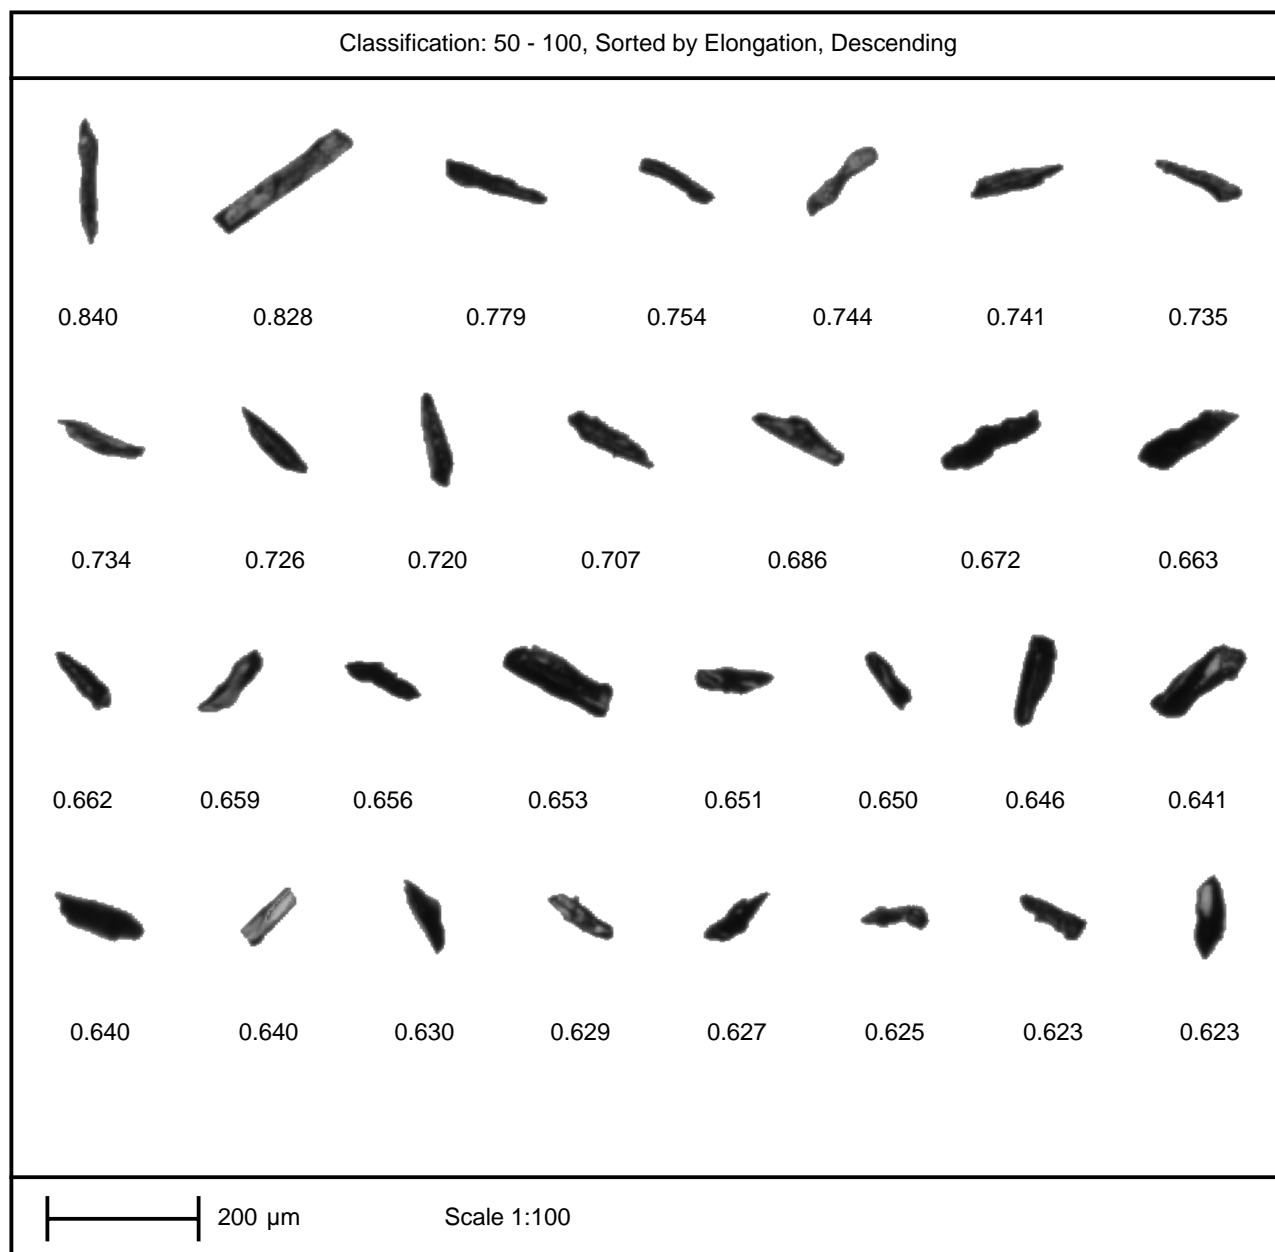 Classification: 50 - 100, Sorted by Elongation, Descending
0.840 0.828 0.779 0.754 0.744 0.741 0.735
0.734 0.726 0.720 0.707 0.686 0.672 0.663
0.662 0.659 0.656 0.653 0.651 0.650 0.646 0.641
0.640 0.640 0.630 0.629 0.627 0.625 0.623 0.623
200 µm Scale 1:100